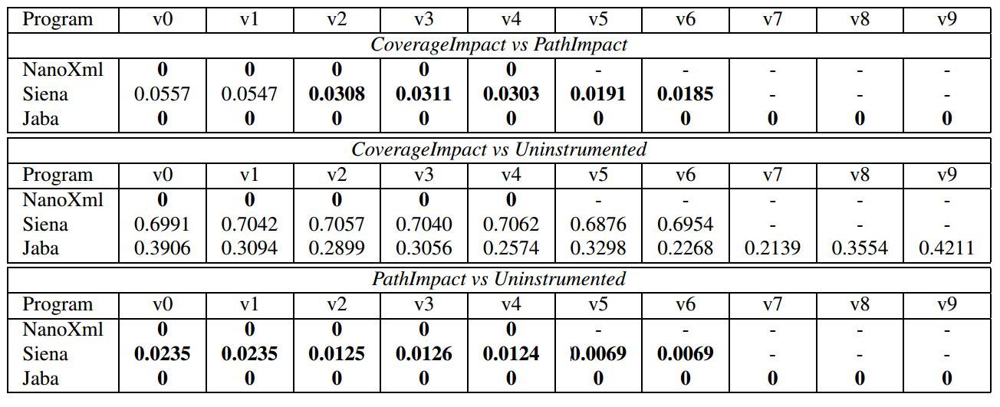 Program v0 v1 v2 v3 v4 v5 v6 v7 v8 v9
CoverageImpact vs PathImpact
NanoXml 0 0 0 0 0 - - - - -
Siena 0.0557 0.0547 0.0308 0.0311 0.0303 0.0191 0.0185 - - -
Jaba 0 0 0 0 0 0 0 0 0 0
CoverageImpact vs Uninstrumented
Program v0 v1 v2 v3 v4 v5 v6 v7 v8 v9
NanoXml 0 0 0 0 0 - - - - -
Siena 0.6991 0.7042 0.7057 0.7040 0.7062 0.6876 0.6954 - - -
Jaba 0.3906 0.3094 0.2899 0.3056 0.2574 0.3298 0.2268 0.2139 0.3554 0.4211
PathImpact vs Uninstrumented
Program v0 v1 v2 v3 v4 v5 v6 v7 v8 v9
NanoXml 0 0 0 0 0 - - - - -
Siena 0.0235 0.0235 0.0125 0.0126 0.0124 0.0069 0.0069 - - -
Jaba 0 0 0 0 0 0 0 0 0 0